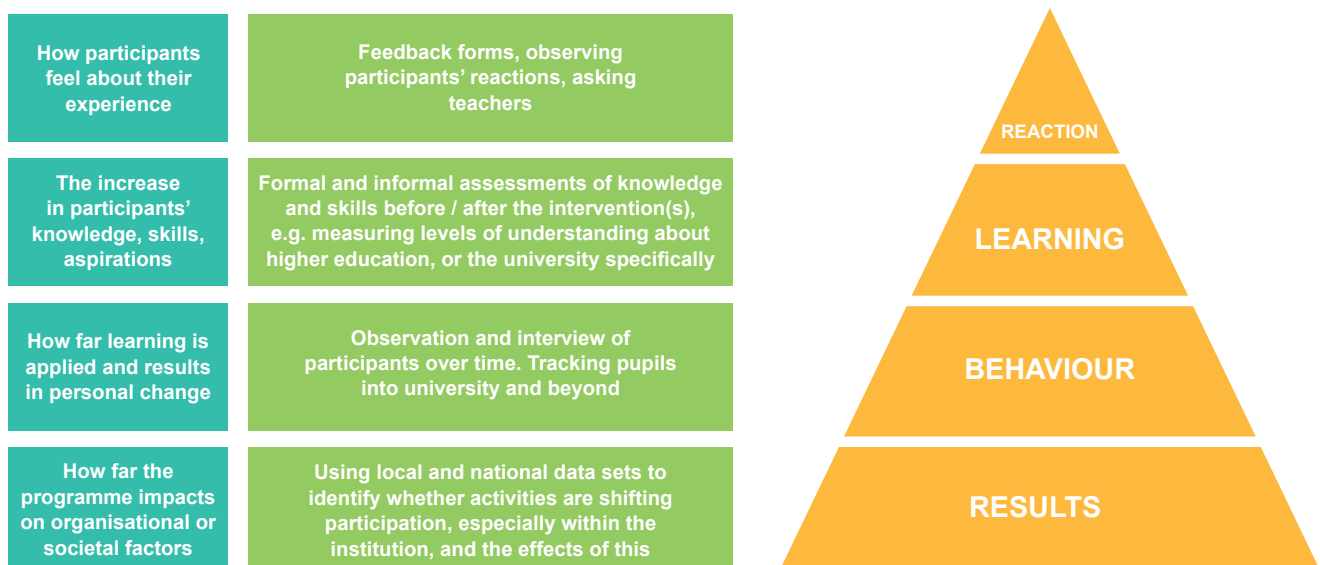 How participants
feel about their
experience
Feedback forms, observing
participants’ reactions, asking
teachers
REACTION
The increase
in participants’
knowledge, skills,
aspirations
Formal and informal assessments of knowledge
and skills before / after the intervention(s),
e.g. measuring levels of understanding about
higher education, or the university specifically
LEARNING
How far learning is
applied and results
in personal change
Observation and interview of
participants over time. Tracking pupils
into university and beyond
BEHAVIOUR
How far the
programme impacts
on organisational or
societal factors
Using local and national data sets to
identify whether activities are shifting
participation, especially within the
institution, and the effects of this
RESULTS